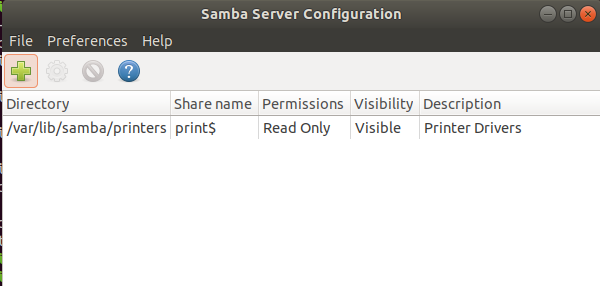 Samba Server Configuration
File Preferences Help
Directory Share name Permissions Visibility Description
/var/lib/samba/printers print$ Read Only Visible Printer Drivers